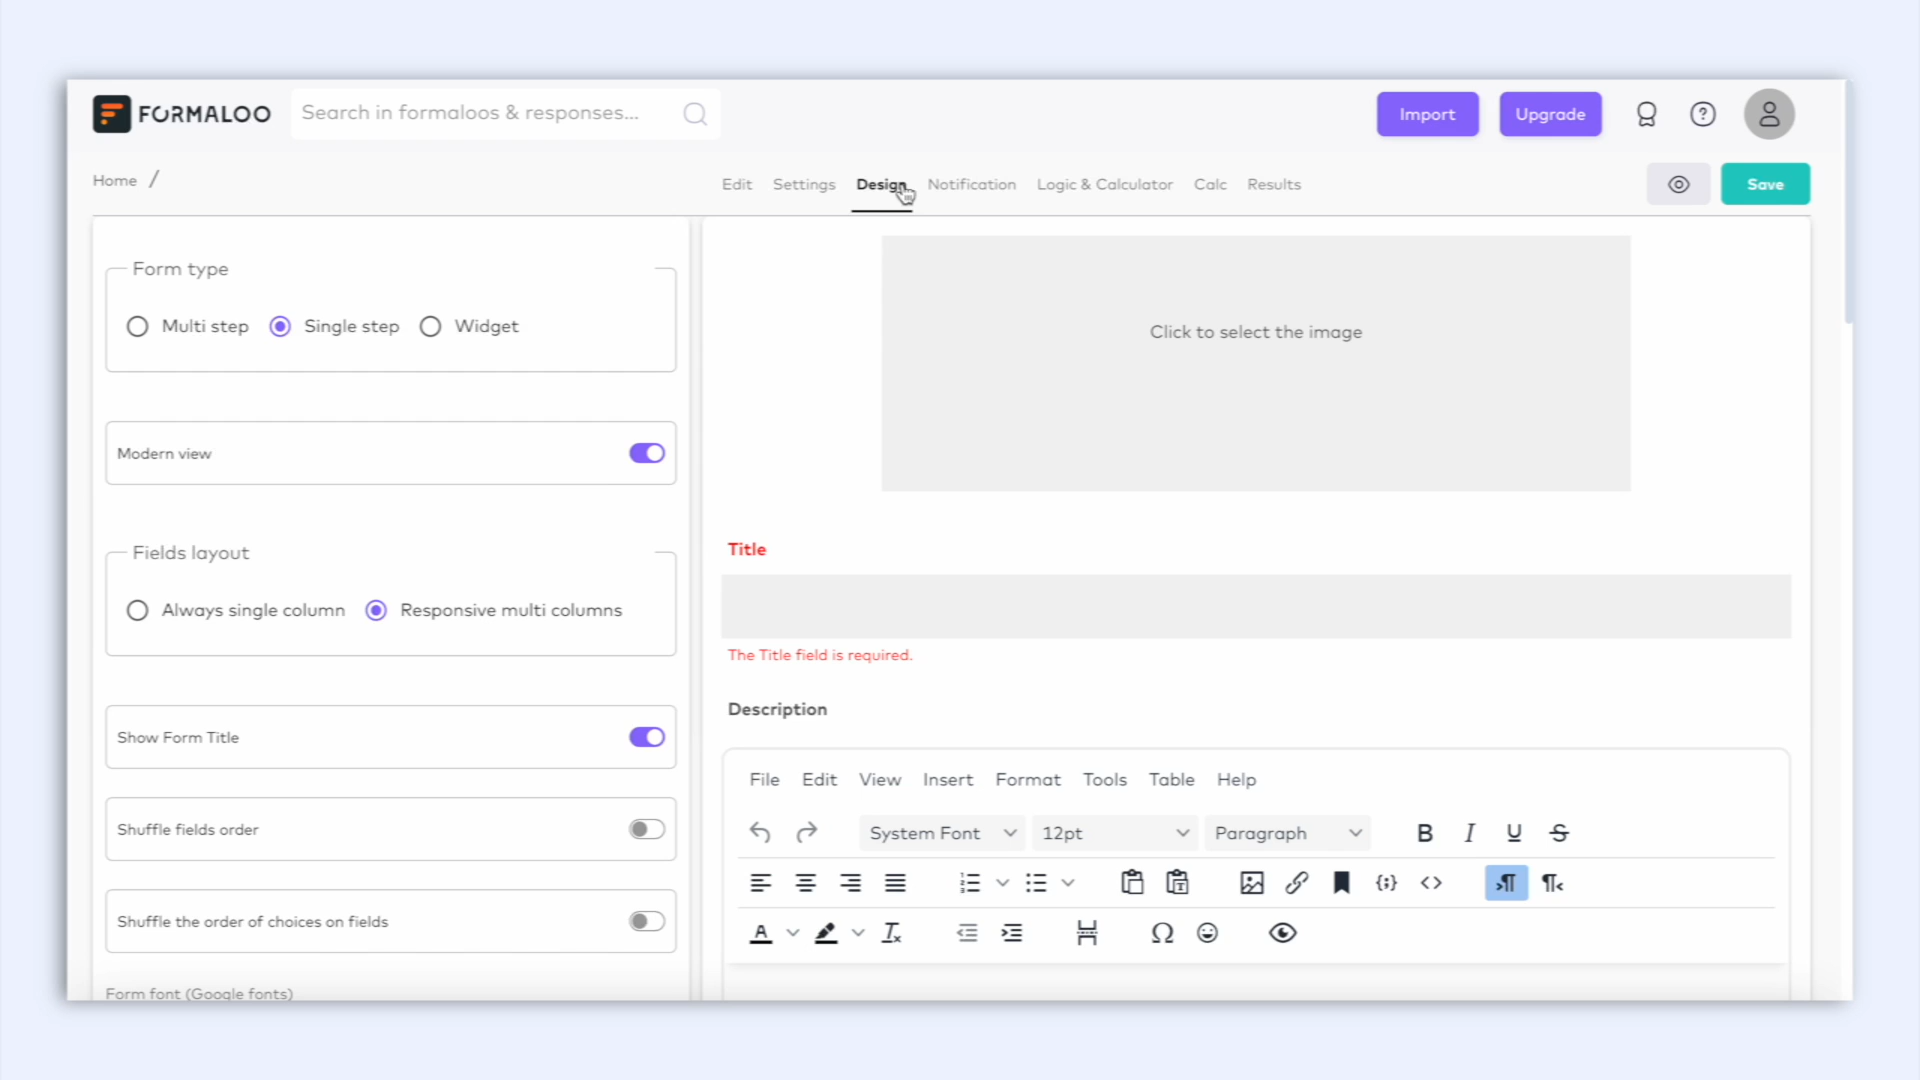 FORMALOO
Search in formaloos & responses...
Import
Upgrade
Home /
Edit
Settings
Design
Notification
Logic & Calculator
Calc
Results
Save
Form type
Multi step
Single step
Widget
Modern view
Fields layout
Always single column
Responsive multi columns
Show Form Title
Shuffle fields order
Shuffle the order of choices on fields
Form font (Google fonts)
Click to select the image
Title
The Title field is required.
Description
File Edit View Insert Format Tools Table Help
System Font 12pt Paragraph B I U S